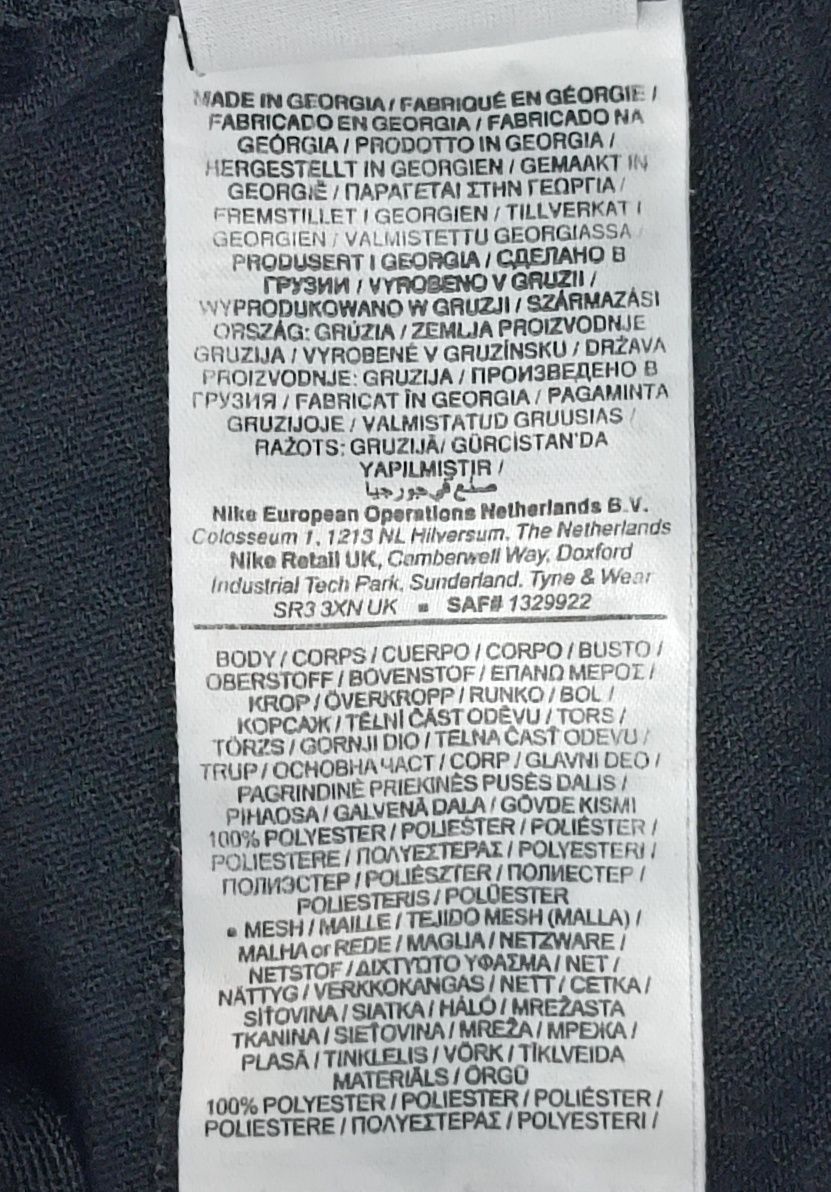 MADE IN GEORGIA / FABRIQUÉ EN GÉORGIE /
FABRICADO EN GEORGIA / FABRICADO NA
GEÓRGIA / PRODOTTO IN GEORGIA /
HERGESTELLT IN GEORGIEN / GEMAAKT IN
GEORGIË / ΠΑΡΑΓΕΤΑΙ ΣΤΗΝ ΓΕΩΡΓΙΑ /
FREMSTILLET I GEORGIEN / TILLVERKAT I
GEORGIEN / VALMISTETTU GEORGIASSA /
PRODUSERT I GEORGIA / СДЕЛАНО В
ГРУЗИИ / VYROBENO V GRUZII /
WYPRODUKOWANO W GRUZJI / SZÁRMAZÁSI
ORSZÁG: GRÚZIA / ZEMLJA PROIZVODNJE
GRUZIJA / VYROBENÉ V GRUZÍNSKU / DRŽAVA
PROIZVODNJE: GRUZIJA / ПРОИЗВЕДЕНО В
ГРУЗИЯ / FABRICAT ÎN GEORGIA / PAGAMINTA
GRUZIJOJE / VALMISTATUD GRUUSIAS /
RAŽOTS: GRUZIJĀ/ GÜRCİSTAN'DA
YAPILMIŞTIR /
صنع في جورجيا
Nike European Operations Netherlands B.V.
Colosseum 1, 1213 NL Hilversum, The Netherlands
Nike Retail UK, Camberwell Way, Doxford
Industrial Tech Park, Sunderland, Tyne & Wear
SR3 3XN UK ▪ SAF# 1329922
BODY / CORPS / CUERPO / CORPO / BUSTO /
OBERSTOFF / BOVENSTOF / ΕΠΑΝΩ ΜΕΡΟΣ /
KROP / ÖVERKROPP / RUNKO / BOL /
КОРСАЖ / TĚLNÍ ČÁST ODĚVU / TORS /
TÖRZS / GORNJI DIO / TELNÁ ČASŤ ODEVU /
TRUP / ОСНОВНА ЧАСТ / CORP / GLAVNI DEO /
PAGRINDINĖ PRIEKINĖS PUSĖS DALIS /
PIHAOSA / GALVENĀ DAĻA / GÖVDE KISMI
100% POLYESTER / POLIÉSTER / POLIÉSTER /
POLIESTERE / ΠΟΛΥΕΣΤΕΡΑΣ / POLYESTERI /
ПОЛИЭСТЕР / POLIÉSZTER / ПОЛИЕСТЕР /
POLIESTERIS / POLÜESTER
• MESH / MAILLE / TEJIDO MESH (MALLA) /
MALHA or REDE / MAGLIA / NETZWARE /
NETSTOF / ΔΙΧΤΥΩΤΟ ΥΦΑΣΜΑ / NET /
NÄTTYG / VERKKOKANGAS / NETT / СЕТКА /
SÍŤOVINA / SIATKA / HÁLÓ / MREŽASTA
TKANINA / SIEŤOVINA / MREŽA / МРЕЖА /
PLASĂ / TINKLELIS / VÕRK / TĪKLVEIDA
MATERIĀLS / ÖRGÜ
100% POLYESTER / POLIESTER / POLIÉSTER /
POLIESTERE / ΠΟΛΥΕΣΤΕΡΑΣ / POLYESTERI /